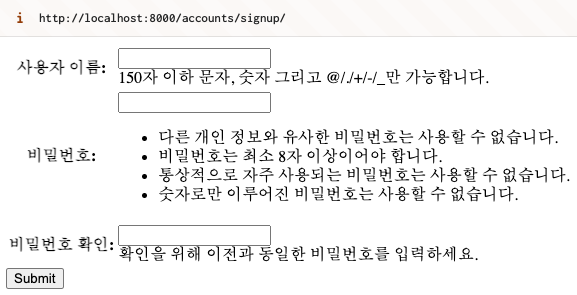 i http://localhost:8000/accounts/signup/
사용자 이름:
150자 이하 문자, 숫자 그리고 @/./+/-/_만 가능합니다.
비밀번호:
• 다른 개인 정보와 유사한 비밀번호는 사용할 수 없습니다.
• 비밀번호는 최소 8자 이상이어야 합니다.
• 통상적으로 자주 사용되는 비밀번호는 사용할 수 없습니다.
• 숫자로만 이루어진 비밀번호는 사용할 수 없습니다.
비밀번호 확인:
확인을 위해 이전과 동일한 비밀번호를 입력하세요.
Submit